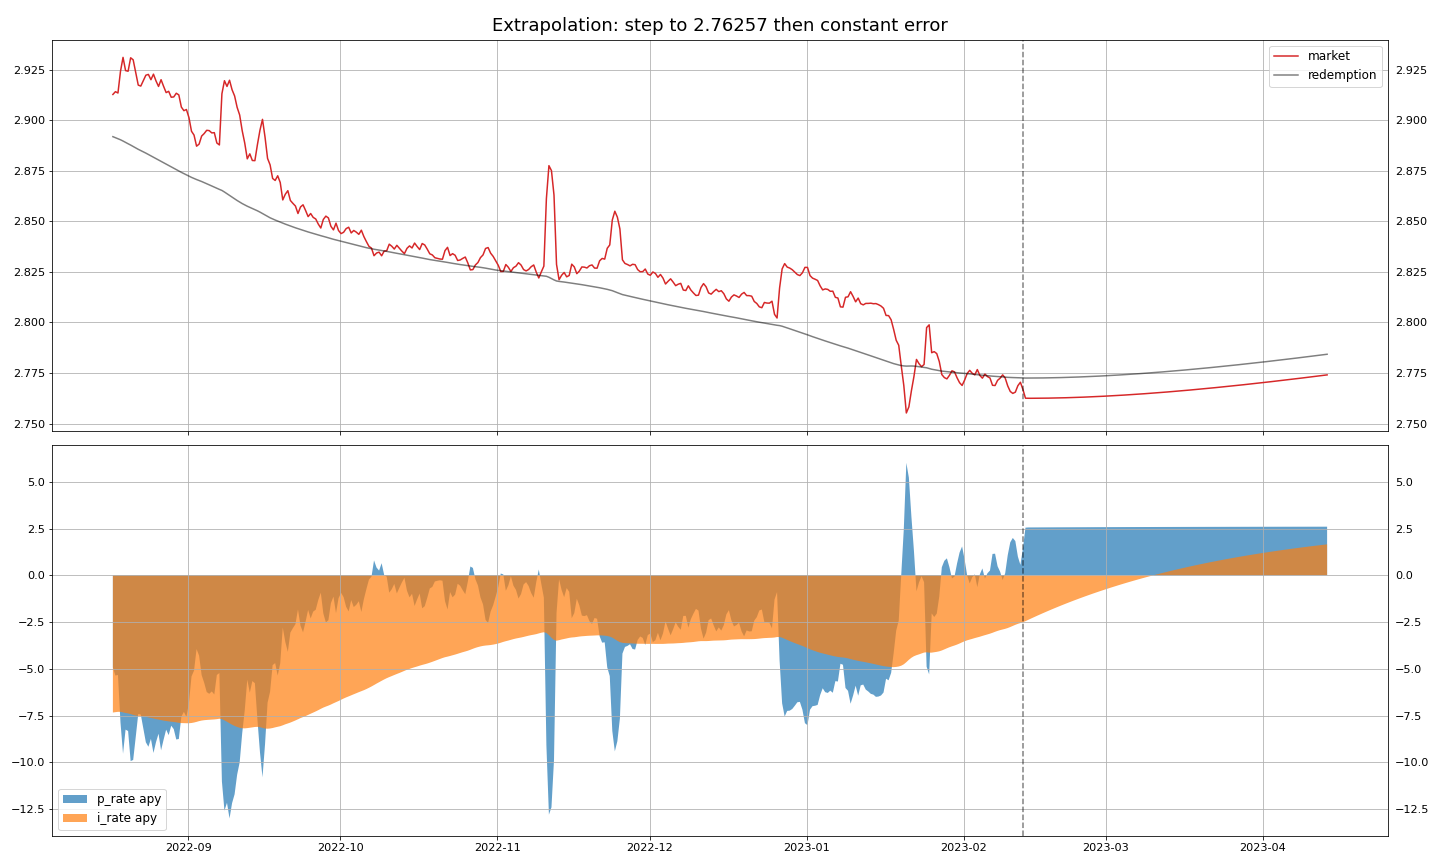 Extrapolation: step to 2.76257 then constant error
market
redemption
2.925 2.925
2.900 2.900
2.875 2.875
2.850 2.850
2.825 2.825
2.800 2.800
2.775 2.775
2.750 2.750
5.0 5.0
2.5 2.5
0.0 0.0
−2.5 −2.5
−5.0 −5.0
−7.5 −7.5
−10.0 −10.0
−12.5 −12.5
p_rate apy
i_rate apy
2022-09 2022-10 2022-11 2022-12 2023-01 2023-02 2023-03 2023-04